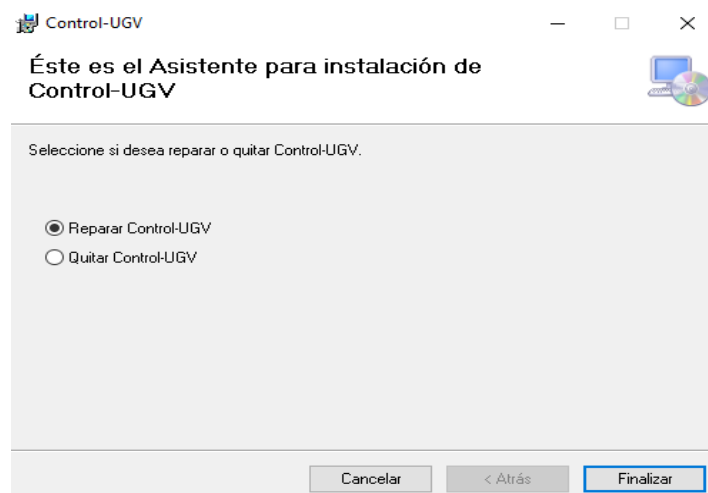 Control-UGV
Éste es el Asistente para instalación de
Control-UGV
Seleccione si desea reparar o quitar Control-UGV.
Reparar Control-UGV
Quitar Control-UGV
Cancelar
< Atrás
Finalizar